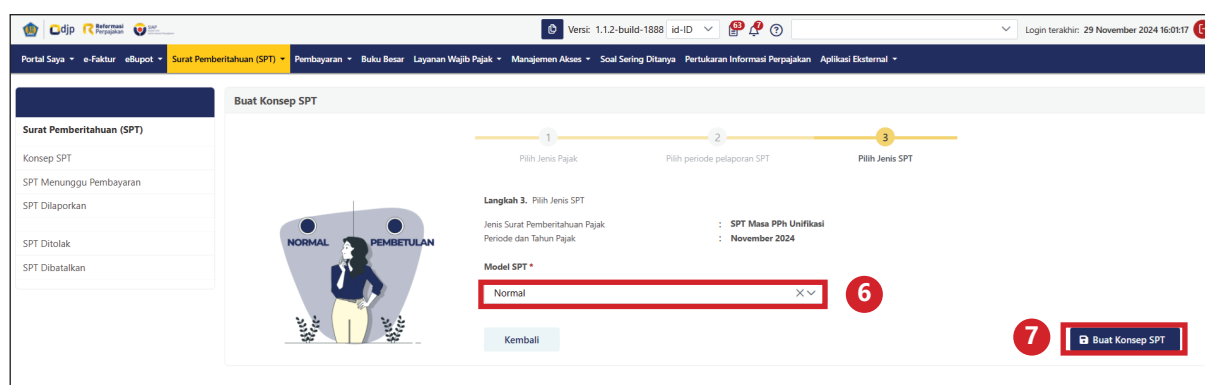 djp Reformasi Perpajakan SIAP Versi: 1.1.2-build-1888 id-ID Login terakhir: 29 November 2024 16:01:17
Portal Saya e-Faktur eBupot Surat Pemberitahuan (SPT) Pembayaran Buku Besar Layanan Wajib Pajak Manajemen Akses Soal Sering Ditanya Pertukaran Informasi Perpajakan Aplikasi Eksternal
Buat Konsep SPT
Surat Pemberitahuan (SPT)
Konsep SPT
SPT Menunggu Pembayaran
SPT Dilaporkan
SPT Ditolak
SPT Dibatalkan
1 2 3
Pilih Jenis Pajak Pilih periode pelaporan SPT Pilih Jenis SPT
NORMAL PEMBETULAN
Langkah 3. Pilih Jenis SPT
Jenis Surat Pemberitahuan Pajak : SPT Masa PPh Unifikasi
Periode dan Tahun Pajak : November 2024
Model SPT *
Normal 6
Kembali 7 Buat Konsep SPT